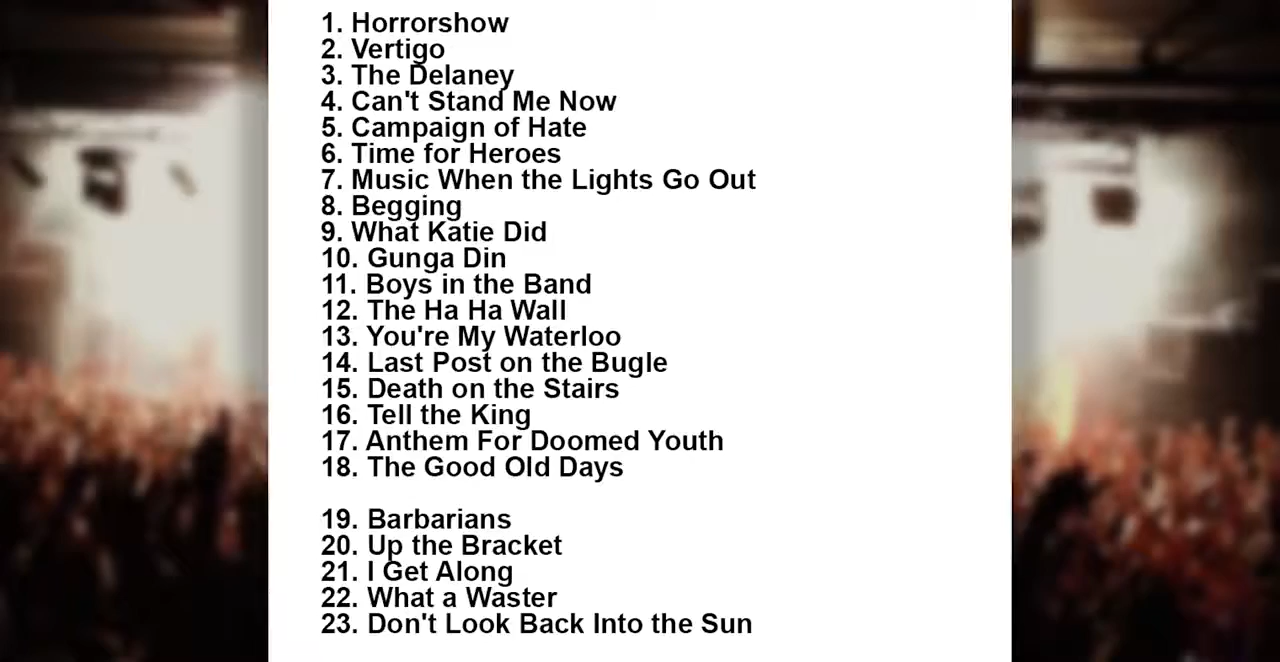 1. Horrorshow
2. Vertigo
3. The Delaney
4. Can't Stand Me Now
5. Campaign of Hate
6. Time for Heroes
7. Music When the Lights Go Out
8. Begging
9. What Katie Did
10. Gunga Din
11. Boys in the Band
12. The Ha Ha Wall
13. You're My Waterloo
14. Last Post on the Bugle
15. Death on the Stairs
16. Tell the King
17. Anthem For Doomed Youth
18. The Good Old Days
19. Barbarians
20. Up the Bracket
21. I Get Along
22. What a Waster
23. Don't Look Back Into the Sun